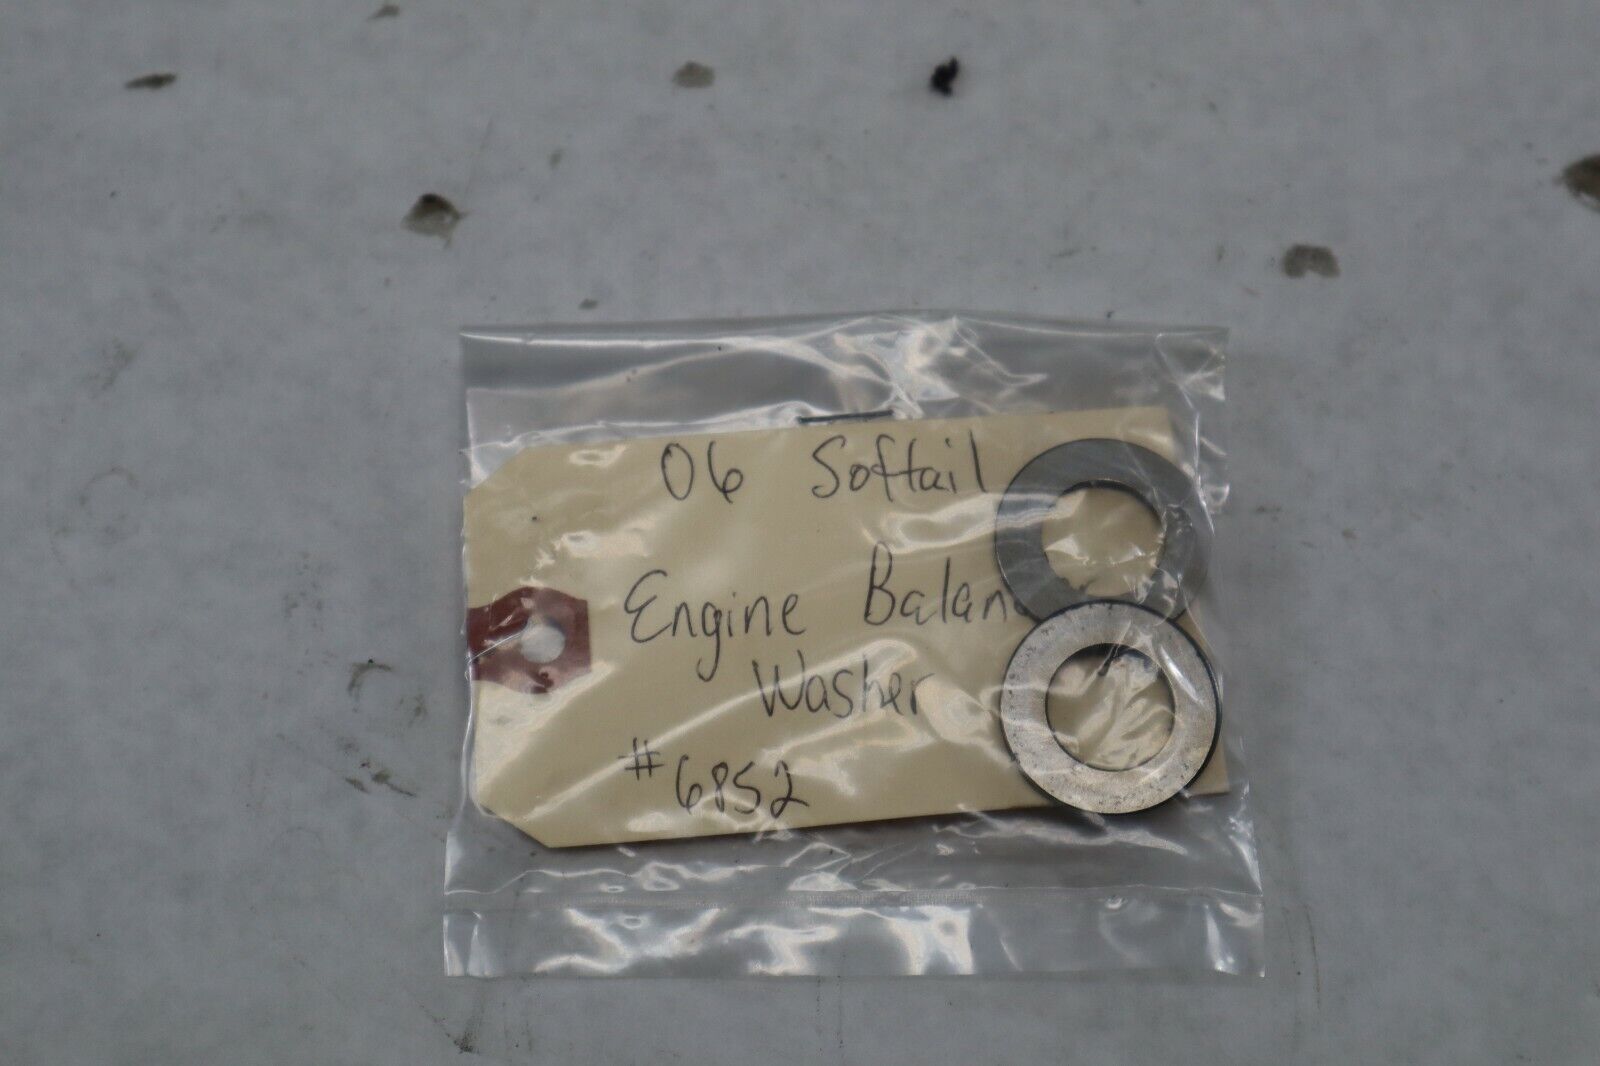 06 Softail
Engine Balan
Washer
#6852